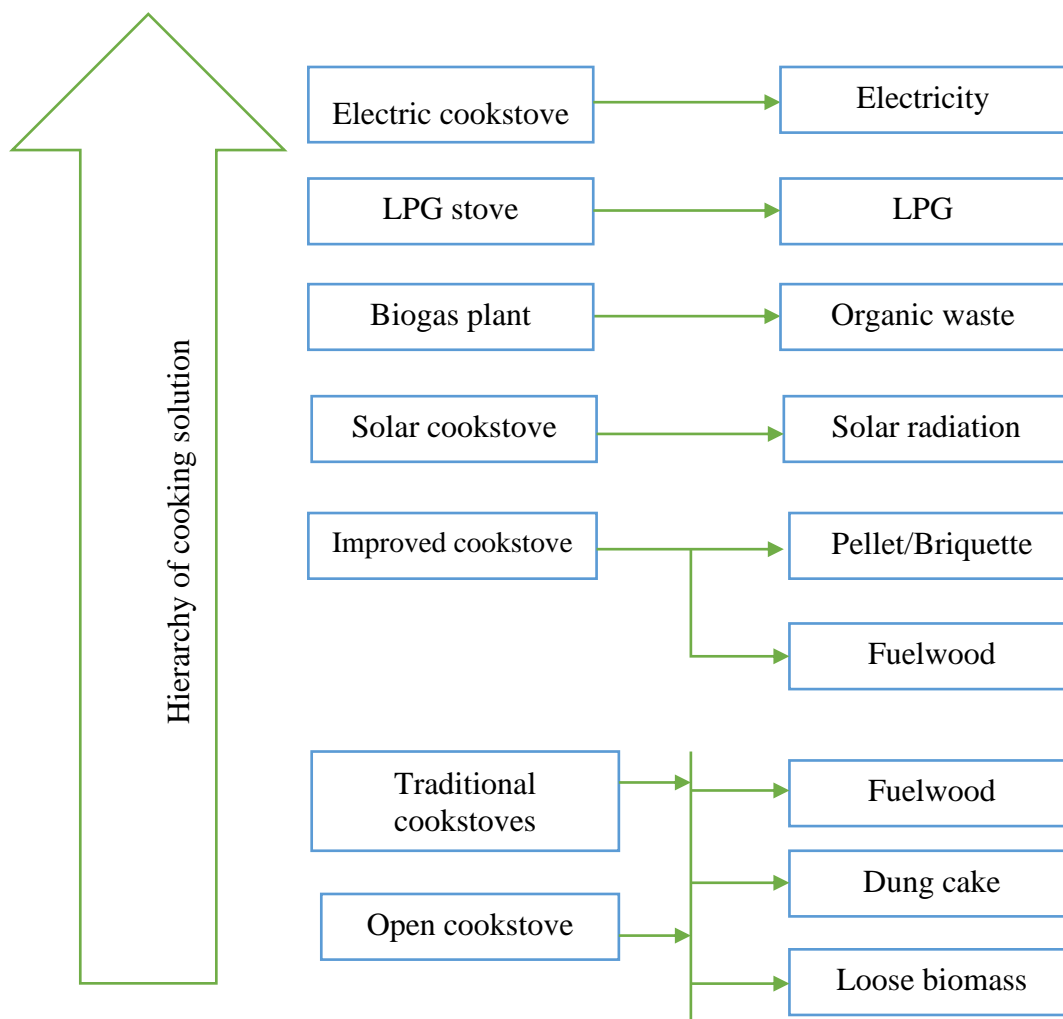 Hierarchy of cooking solution
Electric cookstove
Electricity
LPG stove
LPG
Biogas plant
Organic waste
Solar cookstove
Solar radiation
Improved cookstove
Pellet/Briquette
Fuelwood
Traditional
cookstoves
Fuelwood
Dung cake
Open cookstove
Loose biomass